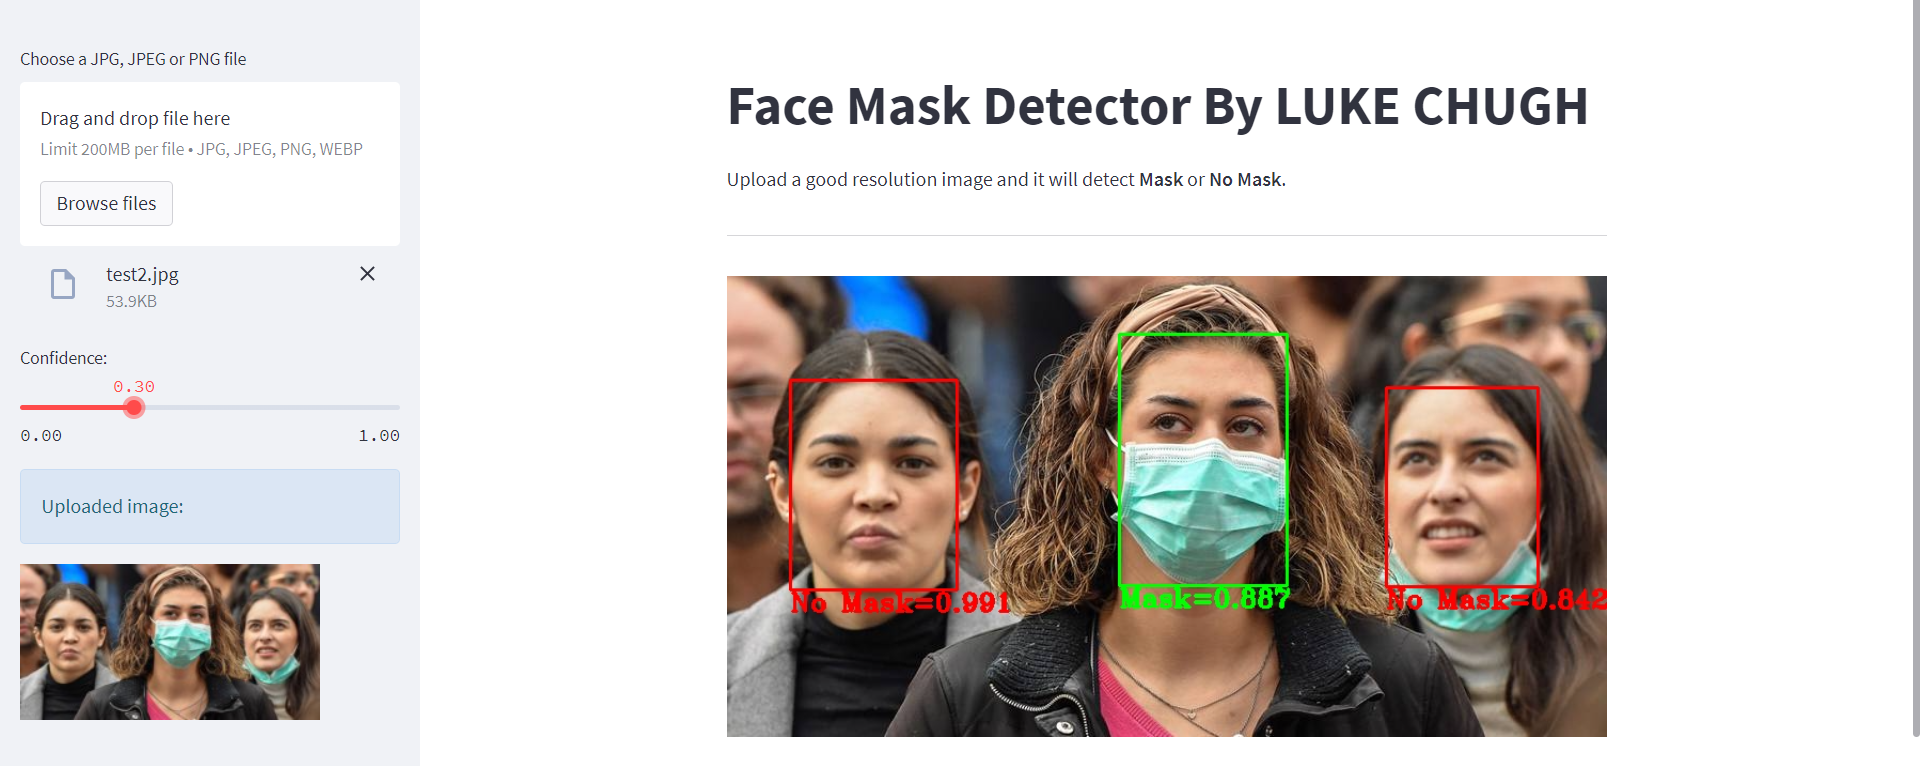 Choose a JPG, JPEG or PNG file
Drag and drop file here
Limit 200MB per file • JPG, JPEG, PNG, WEBP
Browse files
test2.jpg
53.9KB
Confidence:
0.30
0.00 1.00
Uploaded image:
Face Mask Detector By LUKE CHUGH
Upload a good resolution image and it will detect Mask or No Mask.
No Mask=0.991
Mask=0.887
No Mask=0.842